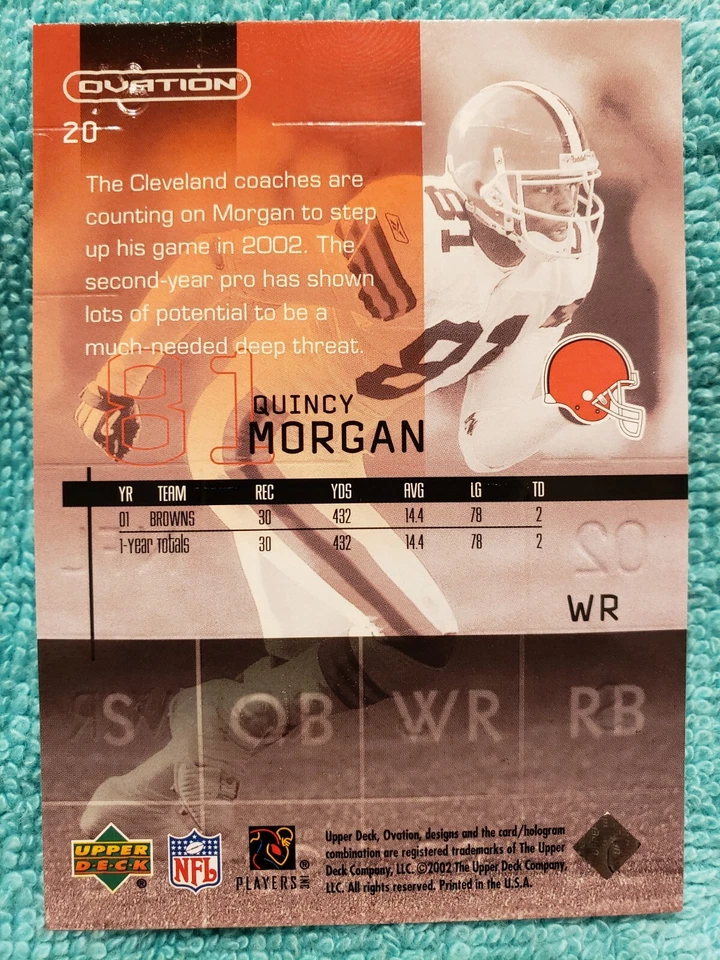 OVATION
20
The Cleveland coaches are
counting on Morgan to step
up his game in 2002. The
second-year pro has shown
lots of potential to be a
much-needed deep threat.
81
81
81
QUINCY
MORGAN
YR TEAM REC YDS AVG LG TD
01 BROWNS 30 432 14.4 78 2
1-Year Totals 30 432 14.4 78 2
02
WR
S QB WR RB
UPPER
DECK
®
NFL
PLAYERS INC
®
Upper Deck, Ovation, designs and the card/hologram
combination are registered trademarks of The Upper
Deck Company, LLC. ©2002 The Upper Deck Company,
LLC. All rights reserved. Printed in the U.S.A.